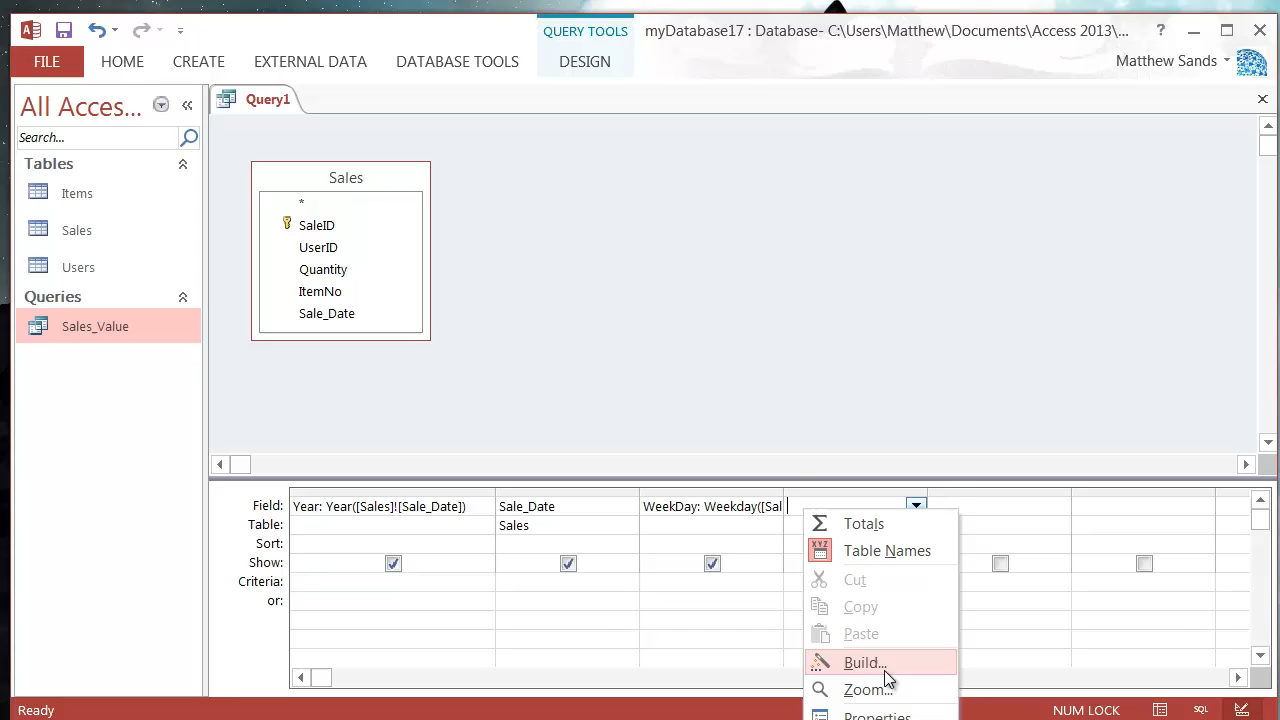 QUERY TOOLS
myDatabase17 : Database- C:\Users\Matthew\Documents\Access 2013\...
?
FILE
HOME
CREATE
EXTERNAL DATA
DATABASE TOOLS
DESIGN
Matthew Sands
All Acces...
Query1
Search...
Tables
Items
Sales
Users
Queries
Sales_Value
Sales
*
SaleID
UserID
Quantity
ItemNo
Sale_Date
Field:
Year: Year([Sales]![Sale_Date])
Sale_Date
WeekDay: Weekday([Sal
Table:
Sales
Sort:
Show:
Criteria:
or:
Totals
XYZ
Table Names
Cut
Copy
Paste
Build...
Zoom...
Properties
Ready
NUM LOCK
SQL